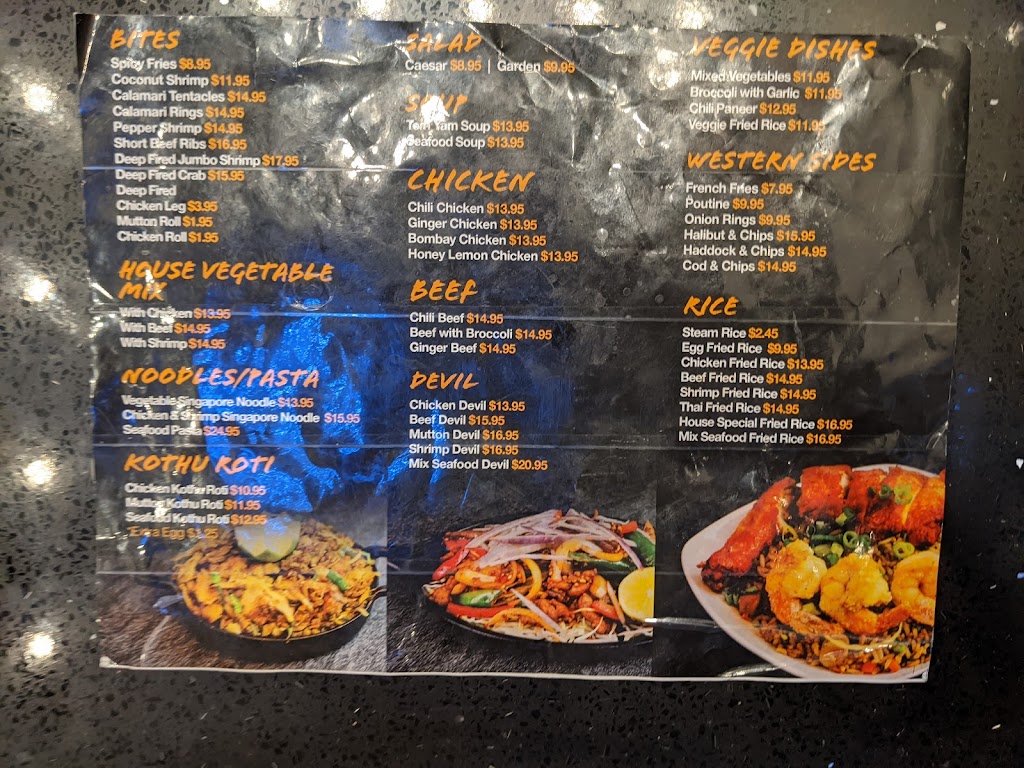 BITES
Spicy Fries $8.95
Coconut Shrimp $11.95
Calamari Tentacles $14.95
Calamari Rings $14.95
Pepper Shrimp $14.95
Short Beef Ribs $16.95
Deep Fired Jumbo Shrimp $17.95
Deep Fired Crab $15.95
Deep Fired
Chicken Leg $3.95
Mutton Roll $1.95
Chicken Roll $1.95
HOUSE VEGETABLE
MIX
With Chicken $13.95
With Beef $14.95
With Shrimp $14.95
NOODLES/PASTA
Vegetable Singapore Noodle $13.95
Chicken & Shrimp Singapore Noodle $15.95
Seafood Pasta $24.95
KOTHU ROTI
Chicken Kothu Roti $10.95
Mutton Kothu Roti $11.95
Seafood Kothu Roti $12.95
Extra Egg $1.25
SALAD
Caesar $8.95 | Garden $9.95
SOUP
Tom Yam Soup $13.95
Seafood Soup $13.95
CHICKEN
Chili Chicken $13.95
Ginger Chicken $13.95
Bombay Chicken $13.95
Honey Lemon Chicken $13.95
BEEF
Chili Beef $14.95
Beef with Broccoli $14.95
Ginger Beef $14.95
DEVIL
Chicken Devil $13.95
Beef Devil $15.95
Mutton Devil $16.95
Shrimp Devil $16.95
Mix Seafood Devil $20.95
VEGGIE DISHES
Mixed Vegetables $11.95
Broccoli with Garlic $11.95
Chili Paneer $12.95
Veggie Fried Rice $11.95
WESTERN SIDES
French Fries $7.95
Poutine $9.95
Onion Rings $9.95
Halibut & Chips $15.95
Haddock & Chips $14.95
Cod & Chips $14.95
RICE
Steam Rice $2.45
Egg Fried Rice $9.95
Chicken Fried Rice $13.95
Beef Fried Rice $14.95
Shrimp Fried Rice $14.95
Thai Fried Rice $14.95
House Special Fried Rice $16.95
Mix Seafood Fried Rice $16.95